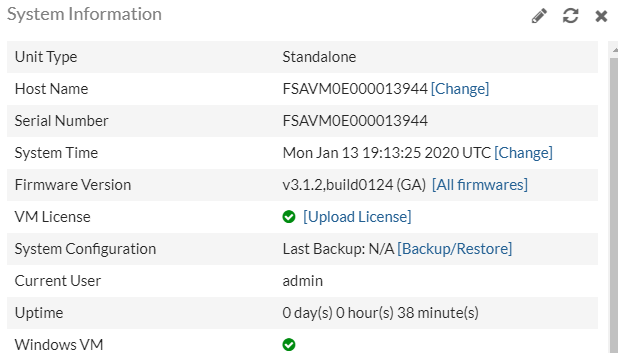 System Information
Unit Type Standalone
Host Name FSAVM0E000013944 [Change]
Serial Number FSAVM0E000013944
System Time Mon Jan 13 19:13:25 2020 UTC [Change]
Firmware Version v3.1.2,build0124 (GA) [All firmwares]
VM License [Upload License]
System Configuration Last Backup: N/A [Backup/Restore]
Current User admin
Uptime 0 day(s) 0 hour(s) 38 minute(s)
Windows VM